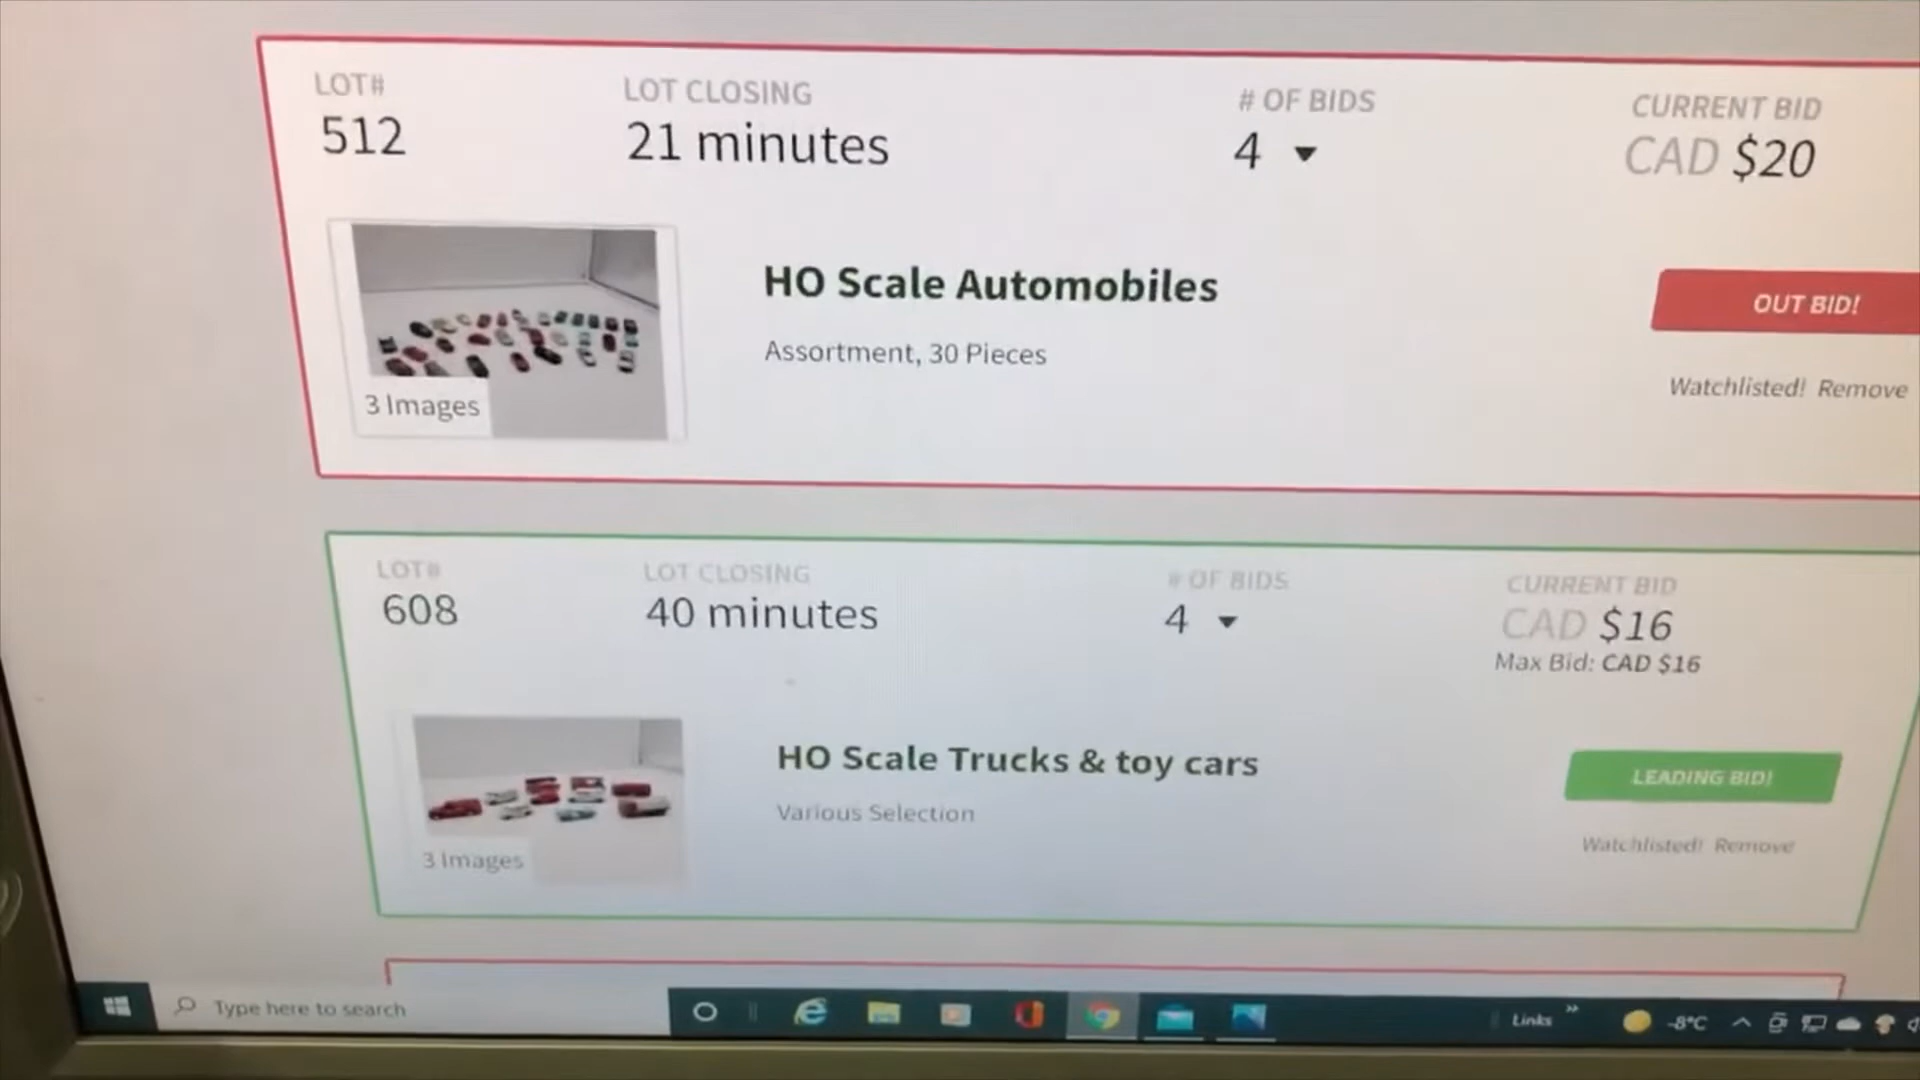 LOT#
512
LOT CLOSING
21 minutes
# OF BIDS
4
CURRENT BID
CAD $20
HO Scale Automobiles
Assortment, 30 Pieces
3 Images
OUT BID!
Watchlisted! Remove
LOT#
608
LOT CLOSING
40 minutes
# OF BIDS
4
CURRENT BID
CAD $16
Max Bid: CAD $16
HO Scale Trucks & toy cars
Various Selection
3 Images
LEADING BID!
Watchlisted! Remove
Type here to search
Links
-8°C